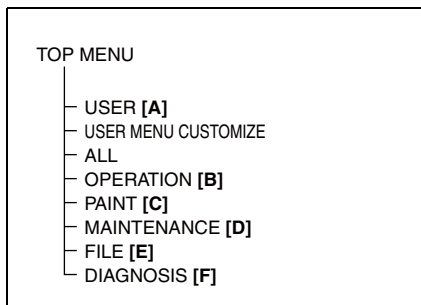 TOP MENU
USER [A]
USER MENU CUSTOMIZE
ALL
OPERATION [B]
PAINT [C]
MAINTENANCE [D]
FILE [E]
DIAGNOSIS [F]